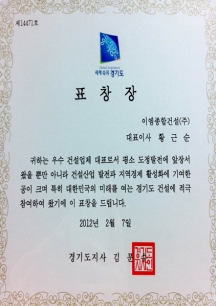 제14471호
세계속의 경기도
표 창 장
이범종합건설(주)
대표이사 황 근 순
귀하는 우수 건설업체 대표로서 평소 도정발전에 앞장서
왔을 뿐만 아니라 건설산업 발전과 지역경제 활성화에 기여한
공이 크며 특히 대한민국의 미래를 여는 경기도 건설에 적극
참여하여 왔기에 이 표창을 드립니다.
2012년 2월 7일
경기도지사 김 문